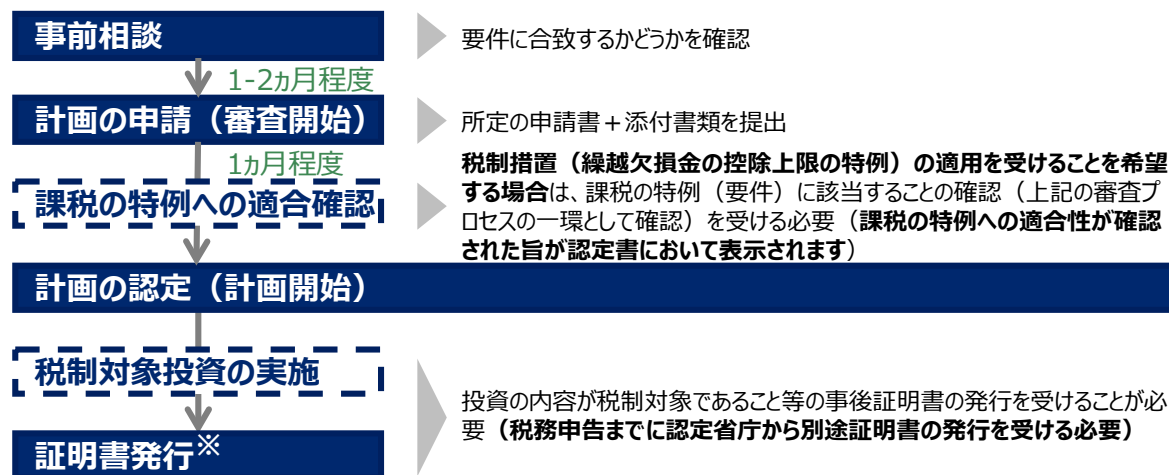 事前相談
要件に合致するかどうかを確認
1-2ヵ月程度
計画の申請（審査開始）
所定の申請書＋添付書類を提出
1ヵ月程度
課税の特例への適合確認
税制措置（繰越欠損金の控除上限の特例）の適用を受けることを希望
する場合は、課税の特例（要件）に該当することの確認（上記の審査プ
ロセスの一環として確認）を受ける必要（課税の特例への適合性が確認
された旨が認定書において表示されます）
計画の認定（計画開始）
税制対象投資の実施
投資の内容が税制対象であること等の事後証明書の発行を受けることが必
要（税務申告までに認定省庁から別途証明書の発行を受ける必要）
証明書発行※